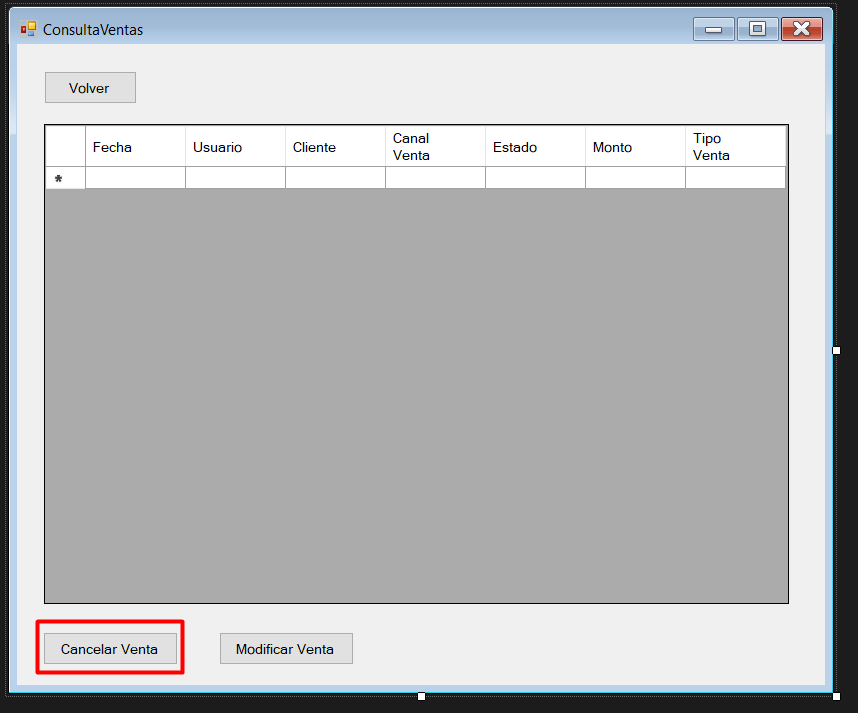 ConsultaVentas
Volver
Fecha Usuario Cliente Canal Venta Estado Monto Tipo Venta
*
Cancelar Venta Modificar Venta